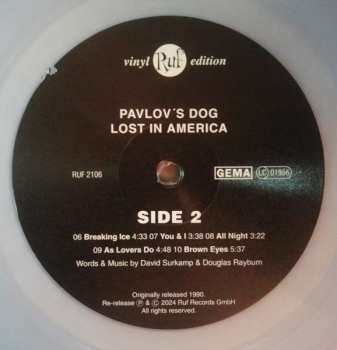 vinyl Ruf edition
PAVLOV´S DOG
LOST IN AMERICA
RUF 2106
GEMA LC 01966
SIDE 2
06 Breaking Ice 4:33 07 You & I 3:38 08 All Night 3:22
09 As Lovers Do 4:48 10 Brown Eyes 5:37
Words & Music by David Surkamp & Douglas Rayburn
Originally released 1990.
Re-release ℗ & © 2024 Ruf Records GmbH
All rights reserved.